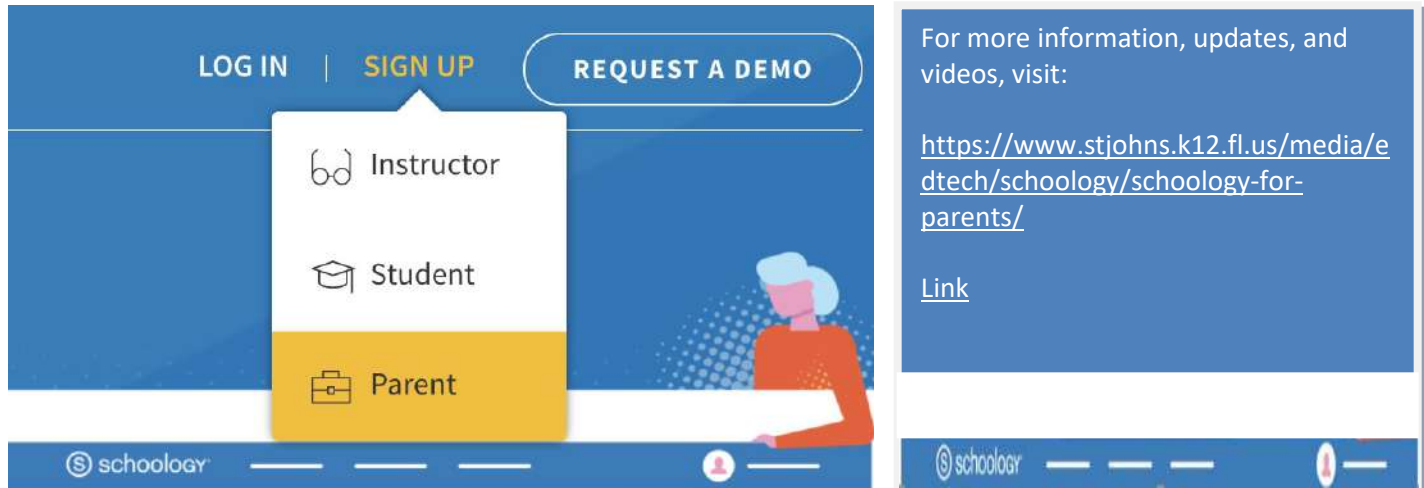 LOG IN | SIGN UP REQUEST A DEMO
Instructor
Student
Parent
S schoology
For more information, updates, and
videos, visit:
https://www.stjohns.k12.fl.us/media/e
dtech/schoology/schoology-for-
parents/
Link
S schoology